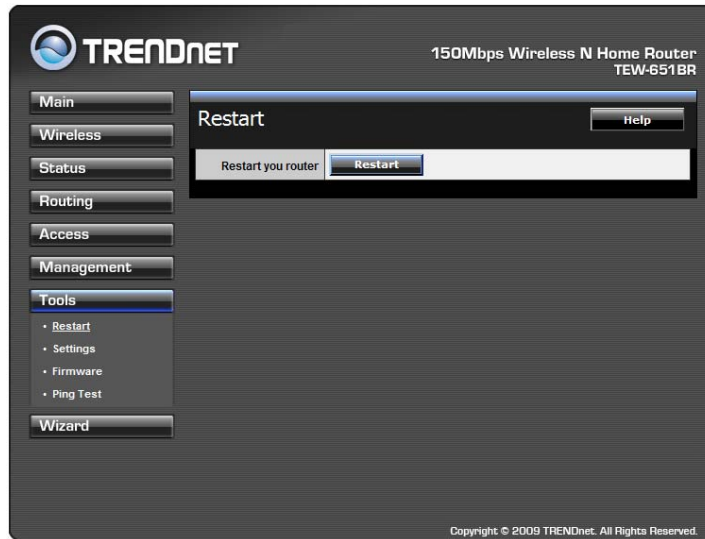 TRENDNET
150Mbps Wireless N Home Router
TEW-651BR
Main
Wireless
Status
Routing
Access
Management
Tools
• Restart
• Settings
• Firmware
• Ping Test
Wizard
Restart
Help
Restart you router
Restart
Copyright © 2009 TRENDnet. All Rights Reserved.